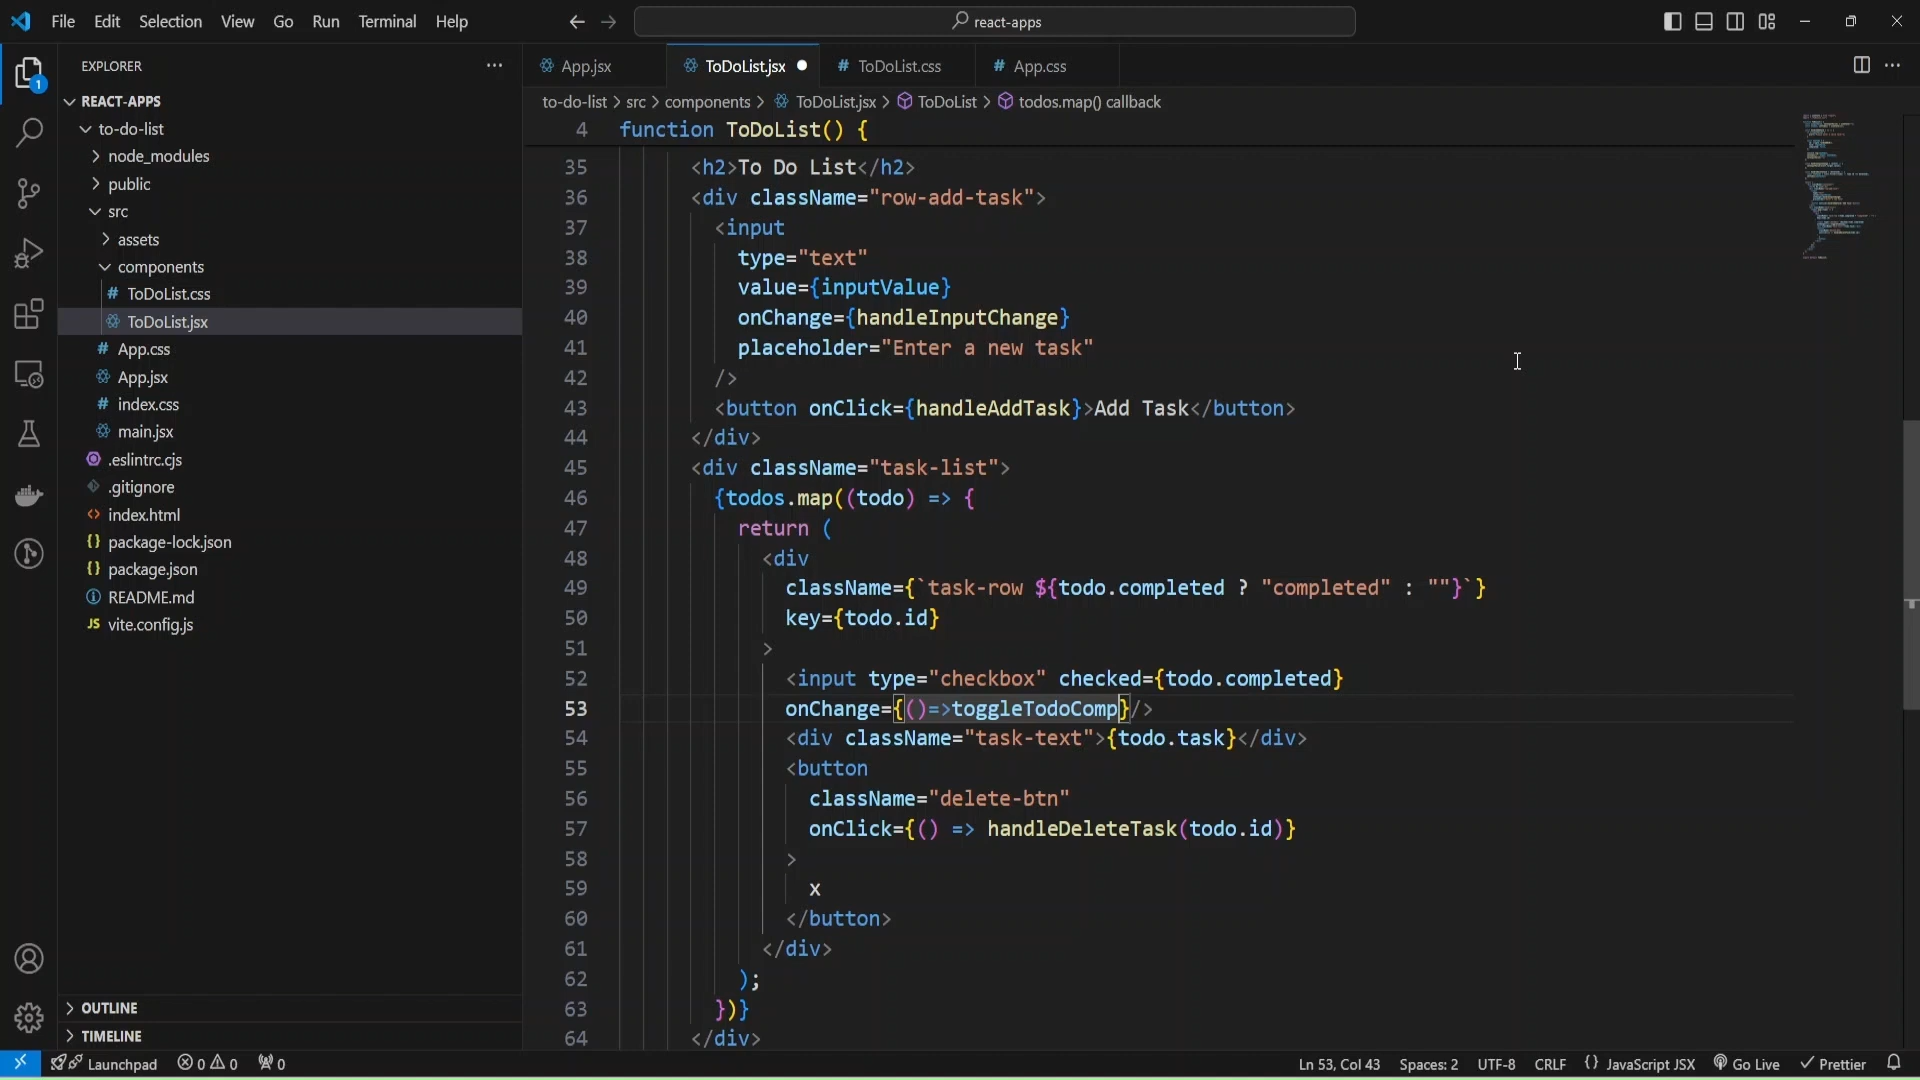 File Edit Selection View Go Run Terminal Help
react-apps
EXPLORER
REACT-APPS
to-do-list
node_modules
public
src
assets
components
# ToDoList.css
ToDoList.jsx
# App.css
App.jsx
# index.css
main.jsx
.eslintrc.cjs
.gitignore
<> index.html
{} package-lock.json
{} package.json
README.md
JS vite.config.js
OUTLINE
TIMELINE
1
App.jsx
ToDoList.jsx
# ToDoList.css
# App.css
to-do-list > src > components > ToDoList.jsx > ToDoList > todos.map() callback
4 function ToDoList() {
35 <h2>To Do List</h2>
36 <div className="row-add-task">
37 <input
38 type="text"
39 value={inputValue}
40 onChange={handleInputChange}
41 placeholder="Enter a new task"
42 />
43 <button onClick={handleAddTask}>Add Task</button>
44 </div>
45 <div className="task-list">
46 {todos.map((todo) => {
47 return (
48 <div
49 className={`task-row ${todo.completed ? "completed" : ""}`}
50 key={todo.id}
51 >
52 <input type="checkbox" checked={todo.completed}
53 onChange={()=>toggleTodoComp}/>
54 <div className="task-text">{todo.task}</div>
55 <button
56 className="delete-btn"
57 onClick={() => handleDeleteTask(todo.id)}
58 >
59 x
60 </button>
61 </div>
62 );
63 })}
64 </div>
Launchpad 0 0 0
Ln 53, Col 43 Spaces: 2 UTF-8 CRLF {} JavaScript JSX Go Live Prettier